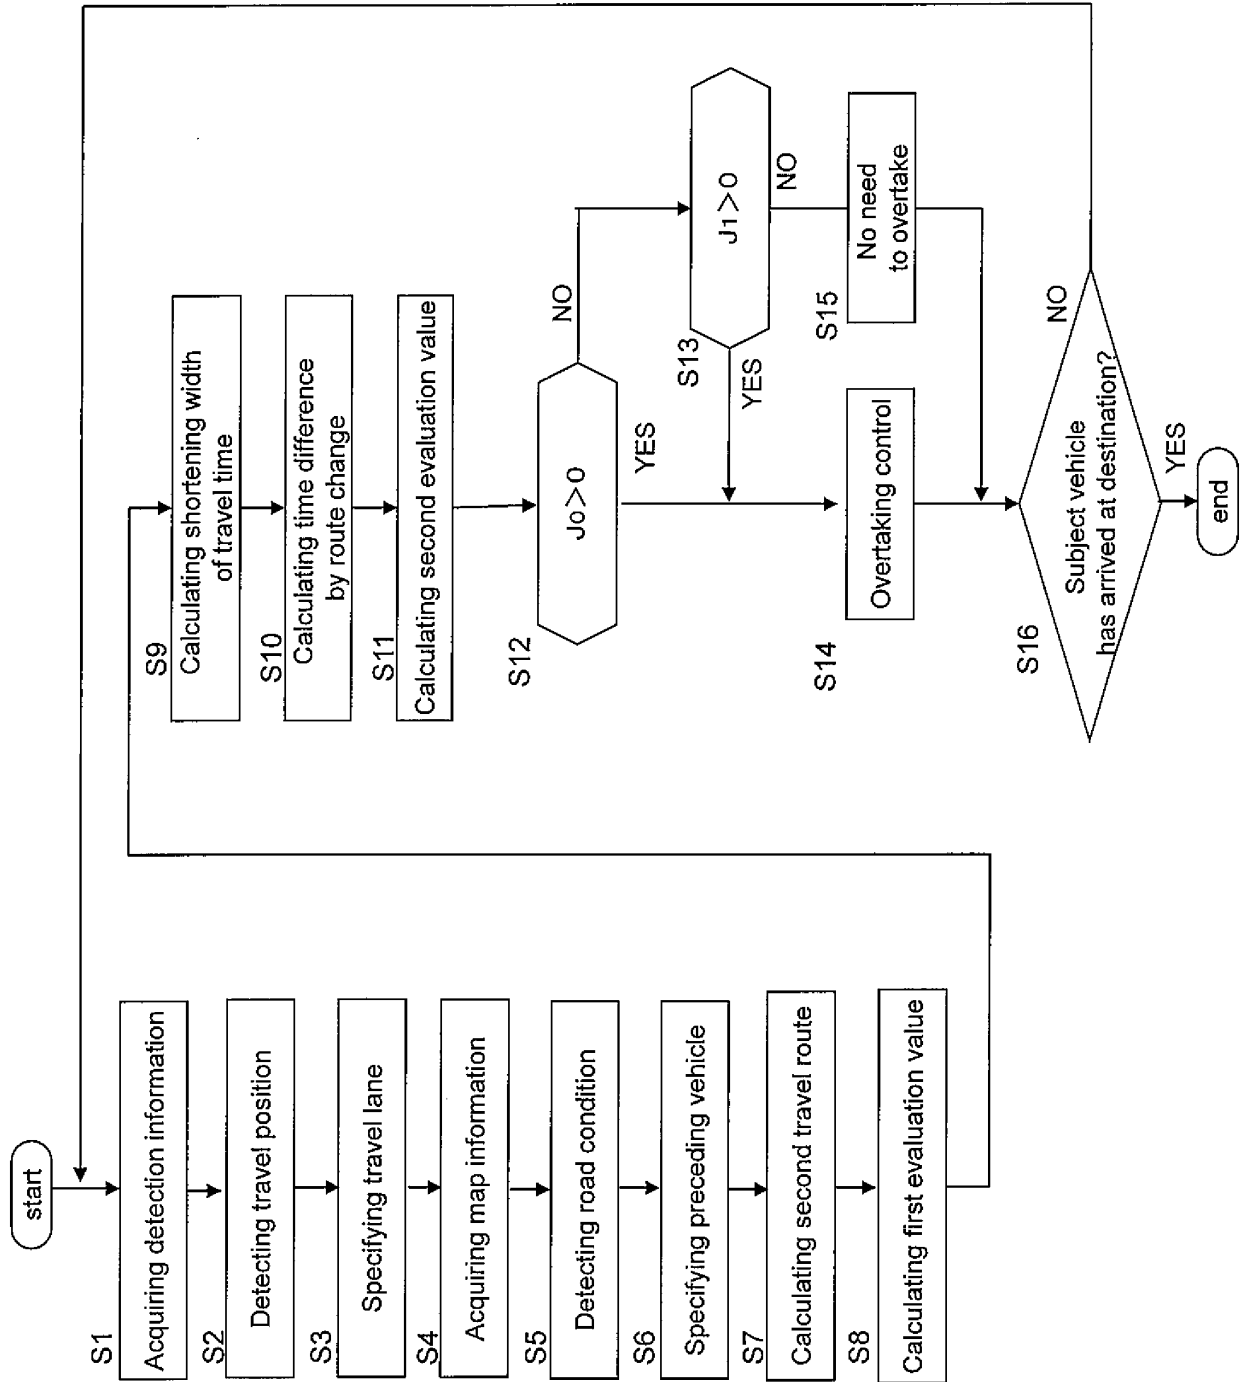 start
S1
Acquiring detection information
S2
Detecting travel position
S3
Specifying travel lane
S4
Acquiring map information
S5
Detecting road condition
S6
Specifying preceding vehicle
S7
Calculating second travel route
S8
Calculating first evaluation value
S9
Calculating shortening width
of travel time
S10
Calculating time difference
by route change
S11
Calculating second evaluation value
S12
J0>0
NO
YES
S13
J1>0
YES
NO
S14
Overtaking control
S15
No need
to overtake
S16
Subject vehicle
has arrived at destination?
NO
YES
end